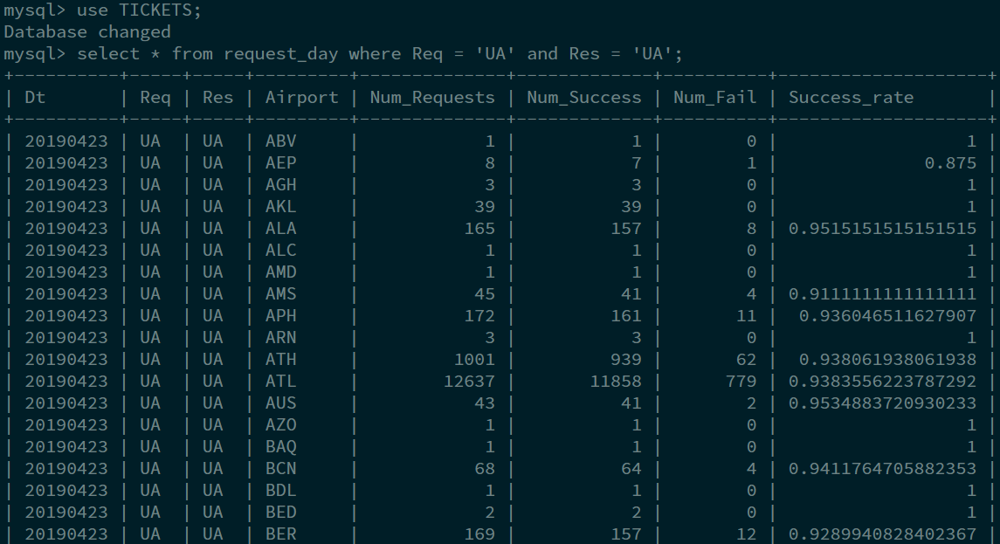 mysql> use TICKETS;
Database changed
mysql> select * from request_day where Req = 'UA' and Res = 'UA';
+----------+-----+-----+---------+--------------+-------------+----------+--------------------+
| Dt       | Req | Res | Airport | Num_Requests | Num_Success | Num_Fail | Success_rate       |
+----------+-----+-----+---------+--------------+-------------+----------+--------------------+
| 20190423 | UA  | UA  | ABV     |            1 |           1 |        0 |                  1 |
| 20190423 | UA  | UA  | AEP     |            8 |           7 |        1 |              0.875 |
| 20190423 | UA  | UA  | AGH     |            3 |           3 |        0 |                  1 |
| 20190423 | UA  | UA  | AKL     |           39 |          39 |        0 |                  1 |
| 20190423 | UA  | UA  | ALA     |          165 |         157 |        8 | 0.9515151515151515 |
| 20190423 | UA  | UA  | ALC     |            1 |           1 |        0 |                  1 |
| 20190423 | UA  | UA  | AMD     |            1 |           1 |        0 |                  1 |
| 20190423 | UA  | UA  | AMS     |           45 |          41 |        4 | 0.9111111111111111 |
| 20190423 | UA  | UA  | APH     |          172 |         161 |       11 |  0.936046511627907 |
| 20190423 | UA  | UA  | ARN     |            3 |           3 |        0 |                  1 |
| 20190423 | UA  | UA  | ATH     |         1001 |         939 |       62 |  0.938061938061938 |
| 20190423 | UA  | UA  | ATL     |        12637 |       11858 |      779 | 0.9383556223787292 |
| 20190423 | UA  | UA  | AUS     |           43 |          41 |        2 | 0.9534883720930233 |
| 20190423 | UA  | UA  | AZO     |            1 |           1 |        0 |                  1 |
| 20190423 | UA  | UA  | BAQ     |            1 |           1 |        0 |                  1 |
| 20190423 | UA  | UA  | BCN     |           68 |          64 |        4 | 0.9411764705882353 |
| 20190423 | UA  | UA  | BDL     |            1 |           1 |        0 |                  1 |
| 20190423 | UA  | UA  | BED     |            2 |           2 |        0 |                  1 |
| 20190423 | UA  | UA  | BER     |          169 |         157 |       12 | 0.9289940828402367 |